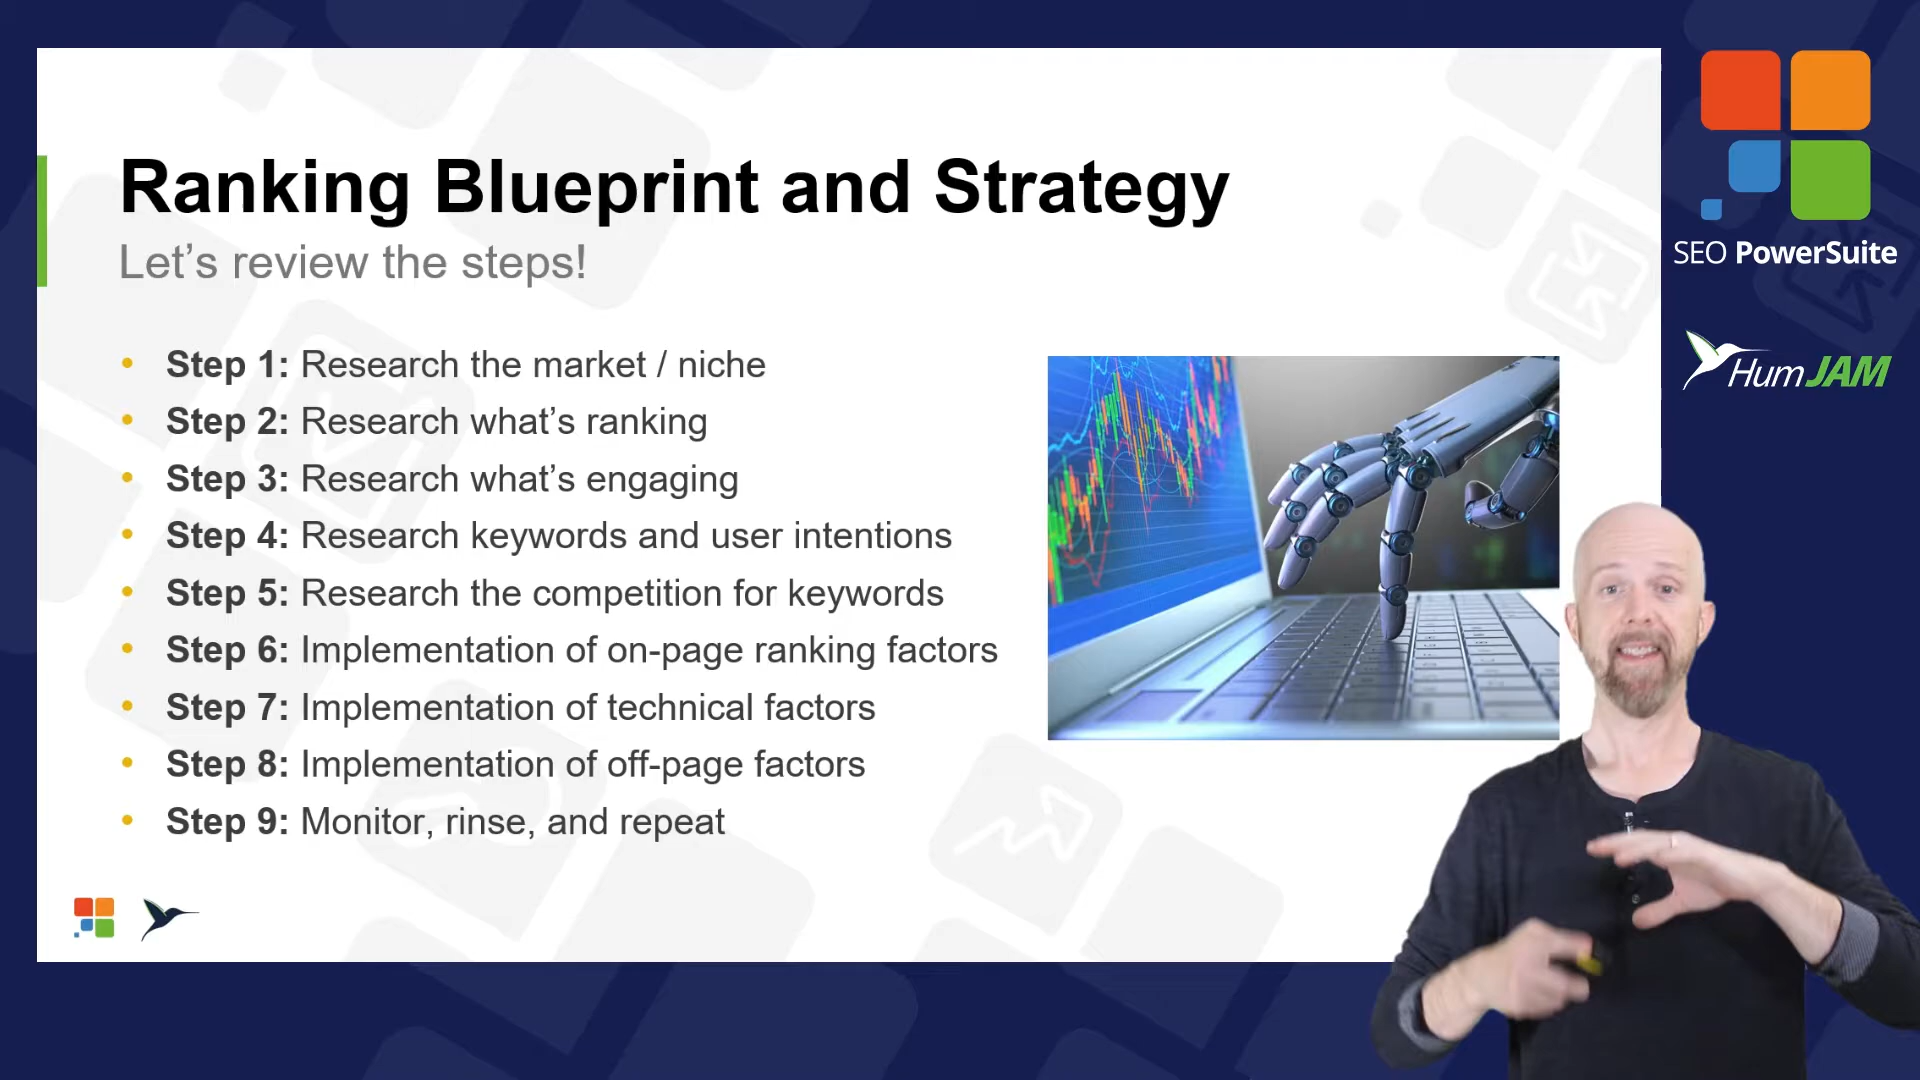 Ranking Blueprint and Strategy
Let’s review the steps!
• Step 1: Research the market / niche
• Step 2: Research what’s ranking
• Step 3: Research what’s engaging
• Step 4: Research keywords and user intentions
• Step 5: Research the competition for keywords
• Step 6: Implementation of on-page ranking factors
• Step 7: Implementation of technical factors
• Step 8: Implementation of off-page factors
• Step 9: Monitor, rinse, and repeat
SEO PowerSuite
HumJAM